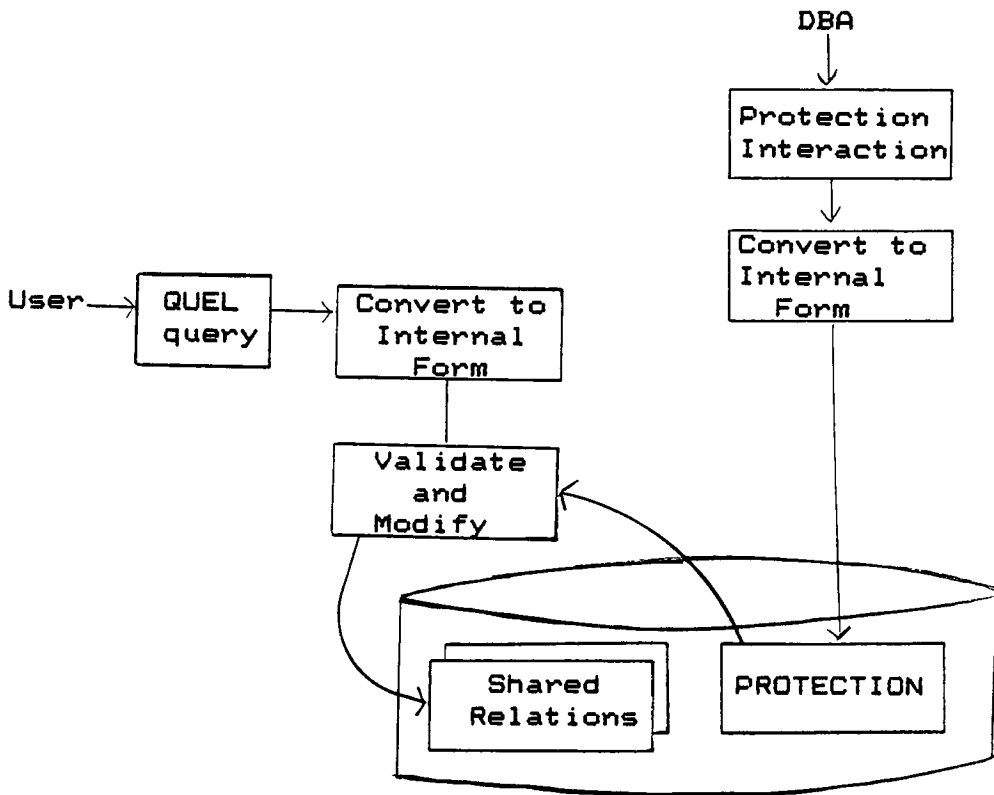 DBA
Protection
Interaction
Convert to
Internal
Form
User
QUEL
query
Convert to
Internal
Form
Validate
and
Modify
Shared
Relations
PROTECTION